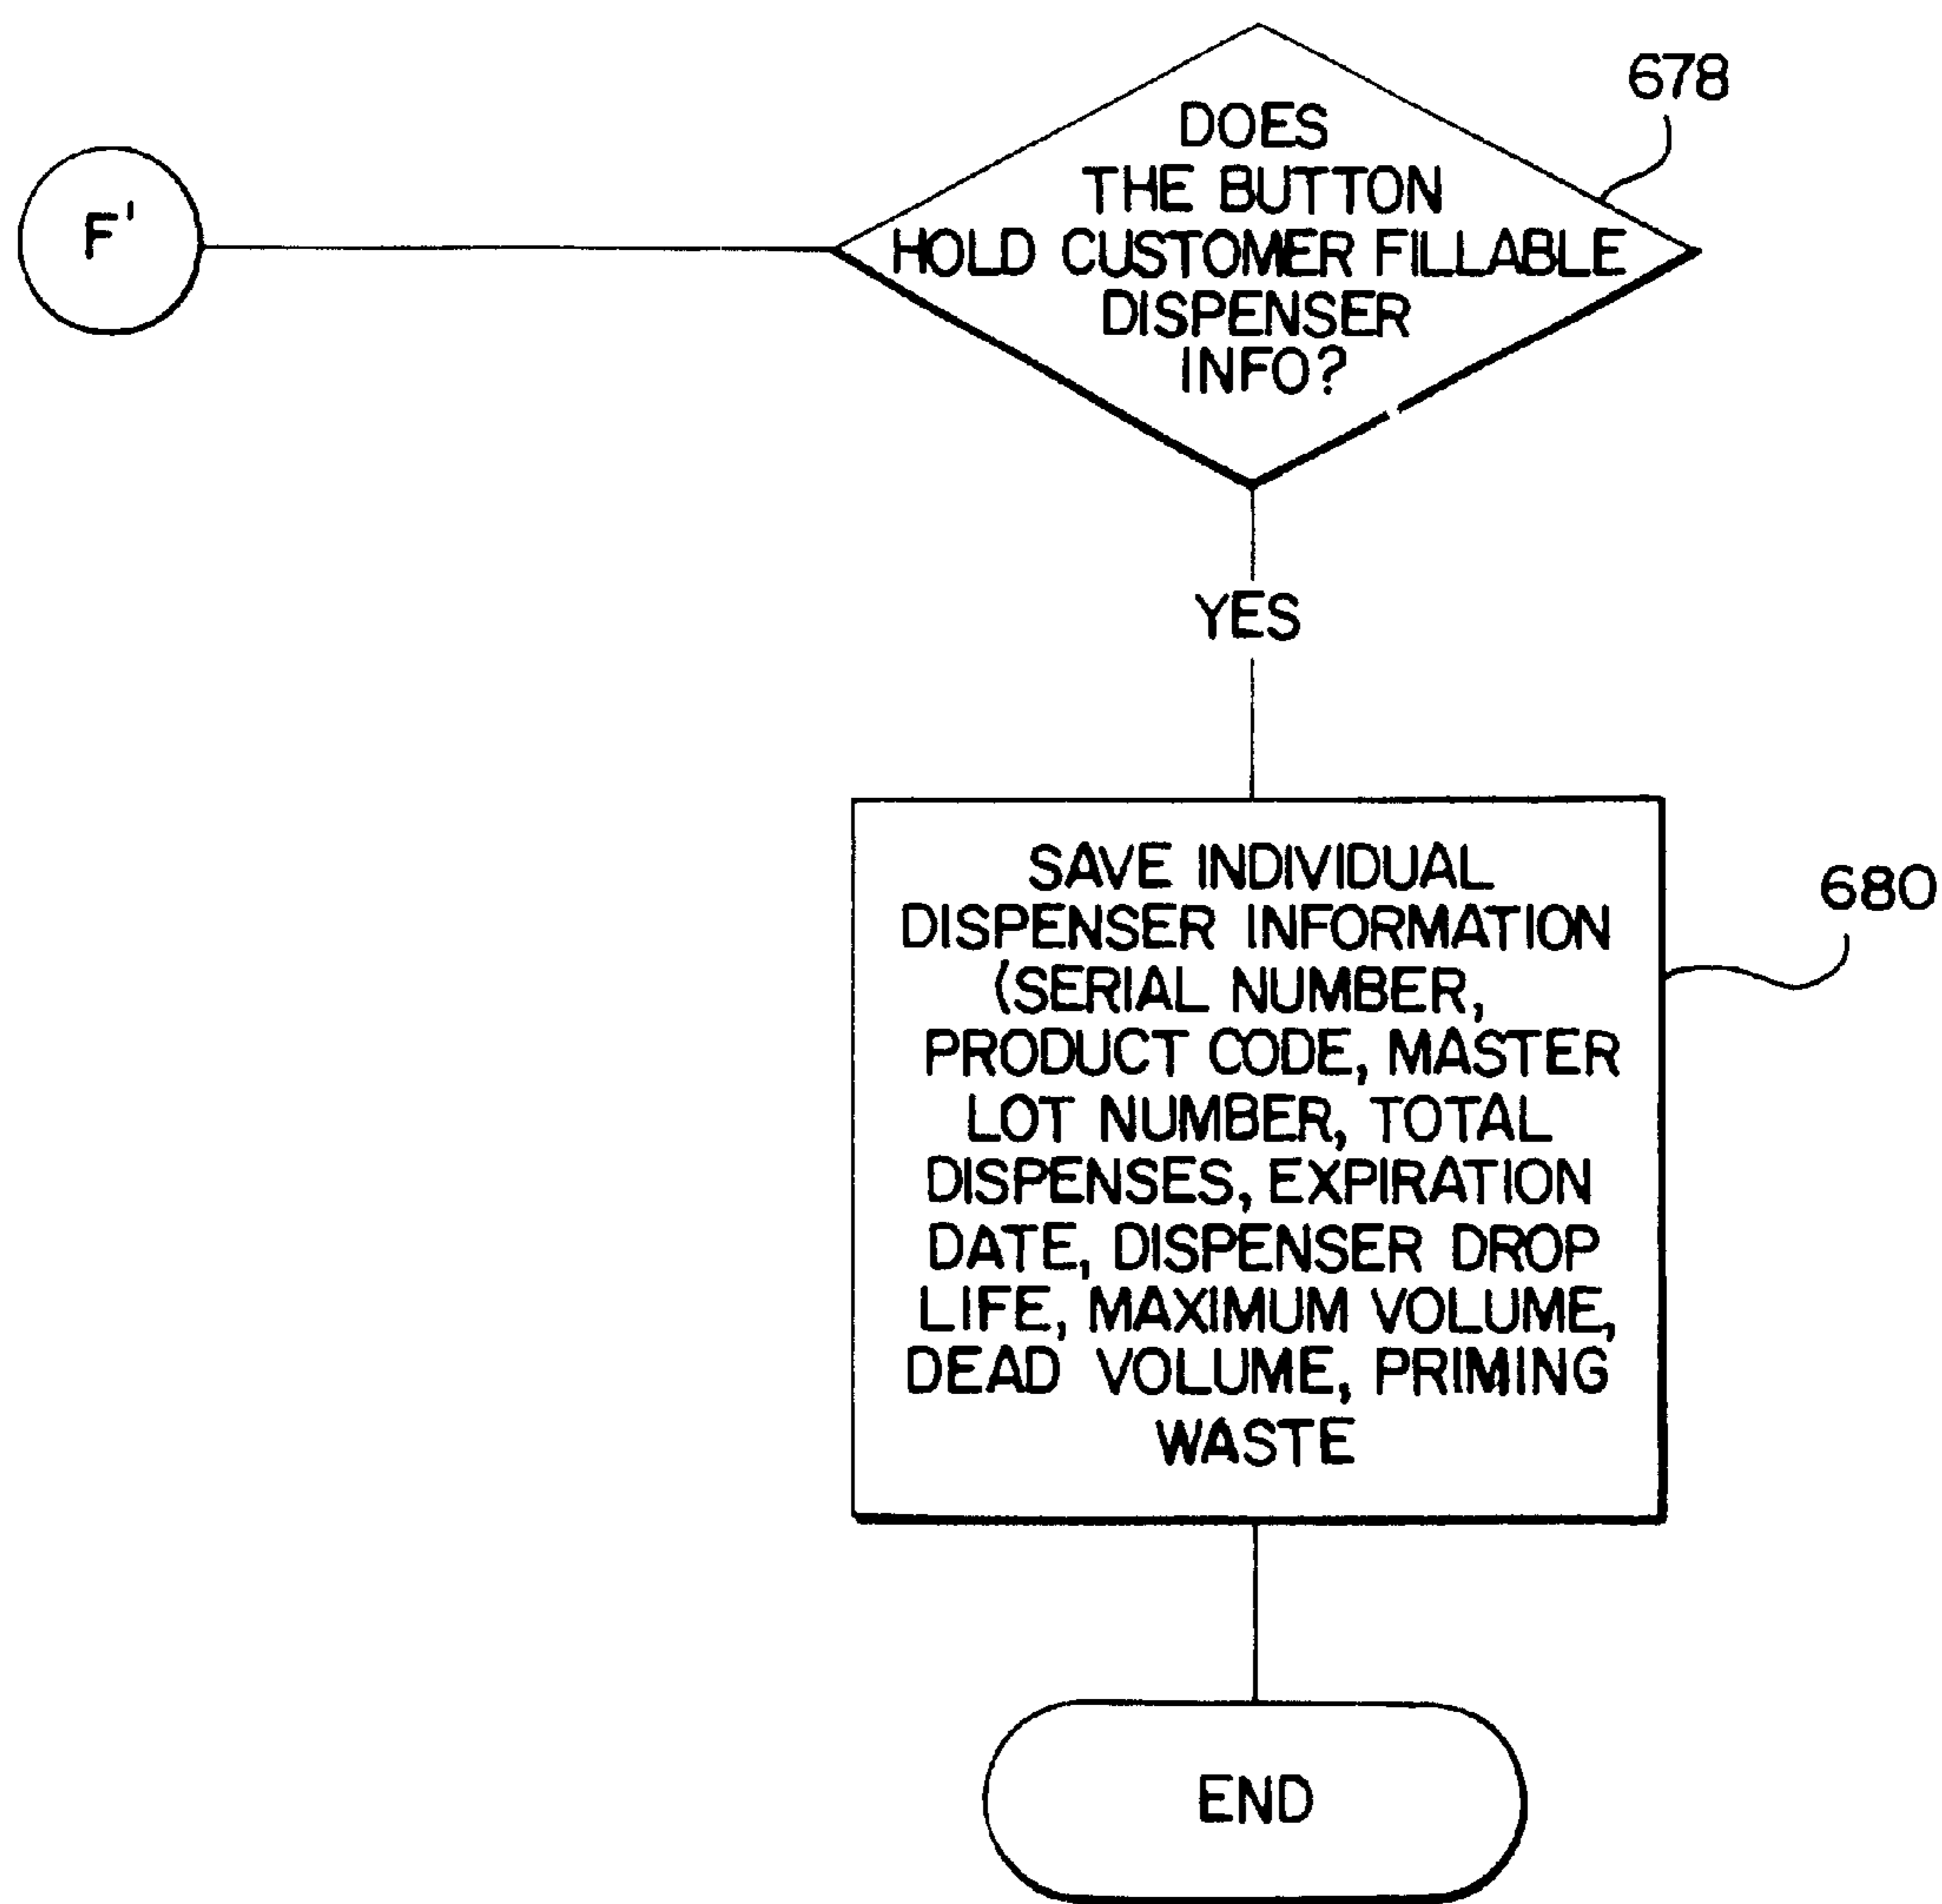 678
DOES
THE BUTTON
HOLD CUSTOMER FILLABLE
DISPENSER
INFO?
F'
YES
SAVE INDIVIDUAL
DISPENSER INFORMATION
(SERIAL NUMBER,
PRODUCT CODE, MASTER
LOT NUMBER, TOTAL
DISPENSES, EXPIRATION
DATE, DISPENSER DROP
LIFE, MAXIMUM VOLUME,
DEAD VOLUME, PRIMING
WASTE
680
END